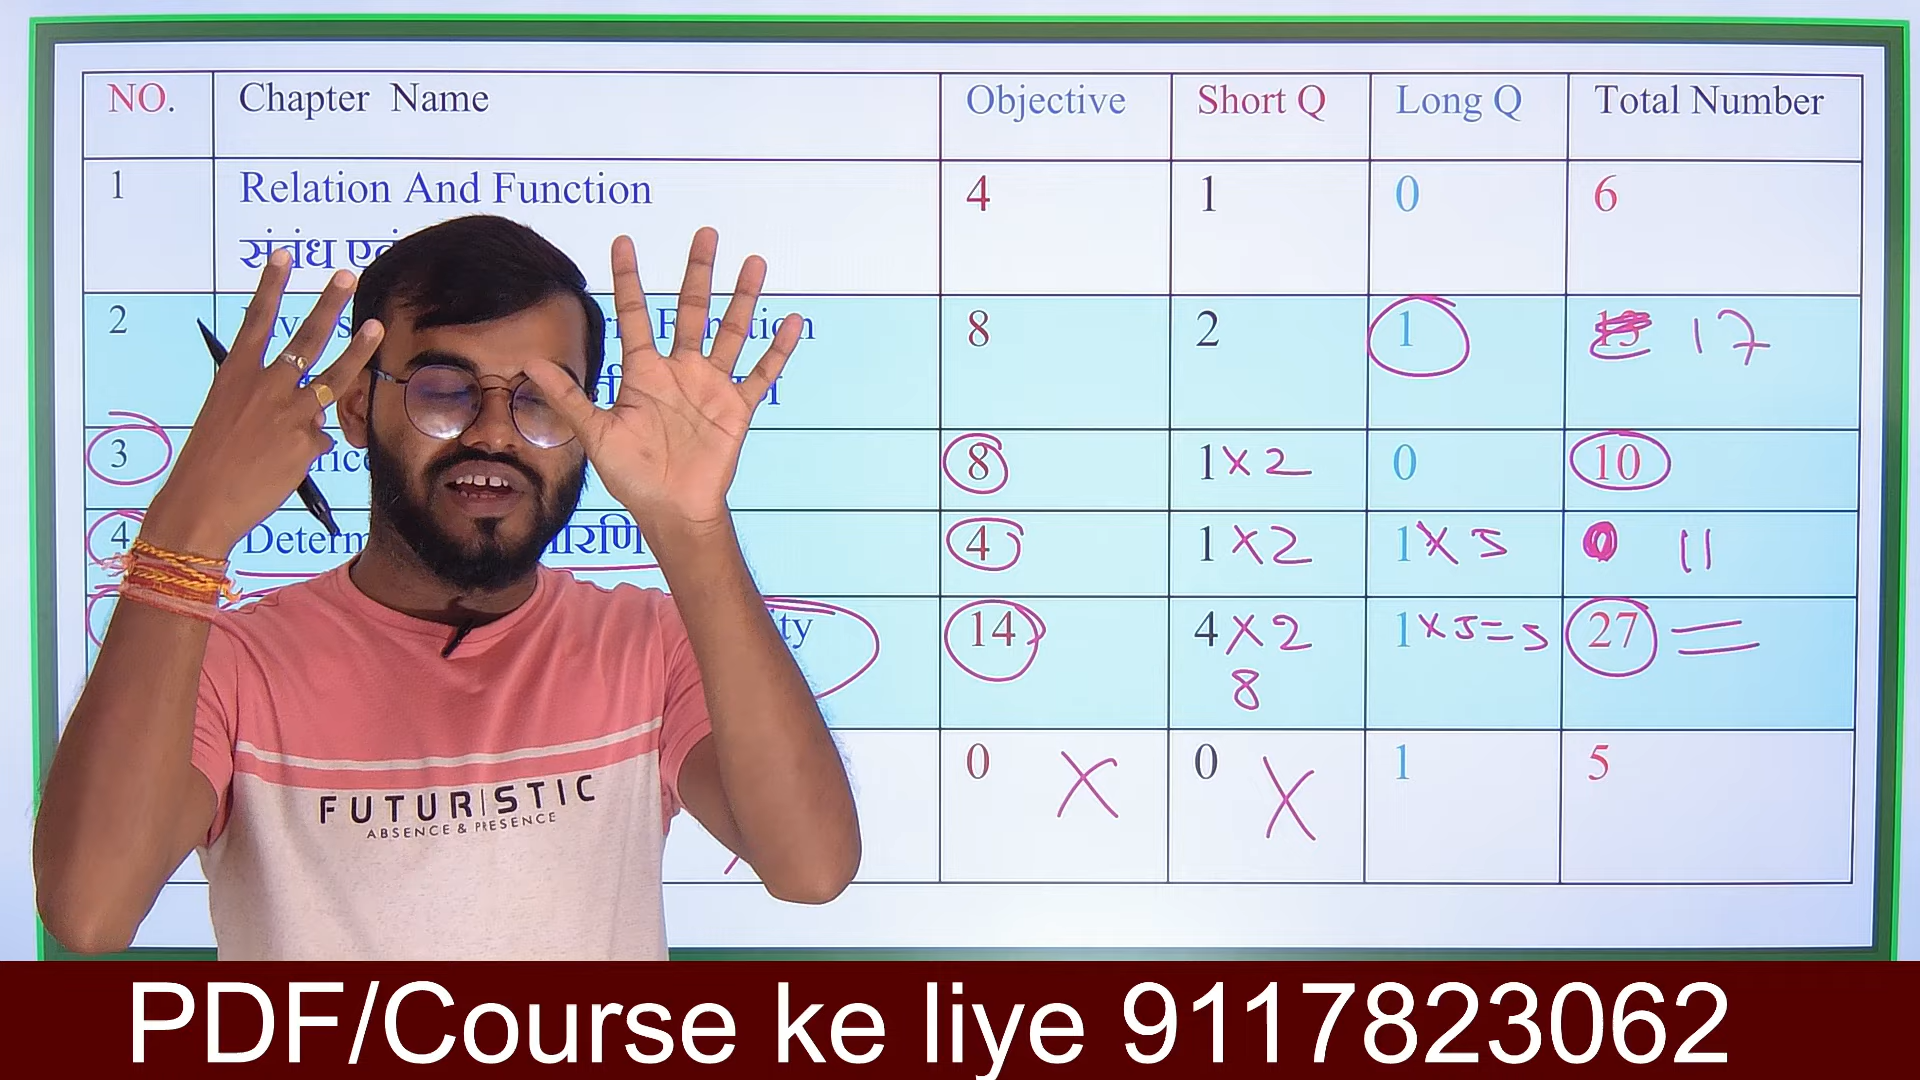 NO. Chapter Name Objective Short Q Long Q Total Number
1 Relation And Function 4 1 0 6
संबंध
2 Function 8 2 1 17
3 8 1 × 2 0 10
4 4 1 × 2 1 × 5 11
14 4 × 2 1 × 5 = 5 27
8
0 X 0 X 1 5
FUTURISTIC
ABSENCE & PRESENCE
PDF/Course ke liye 9117823062